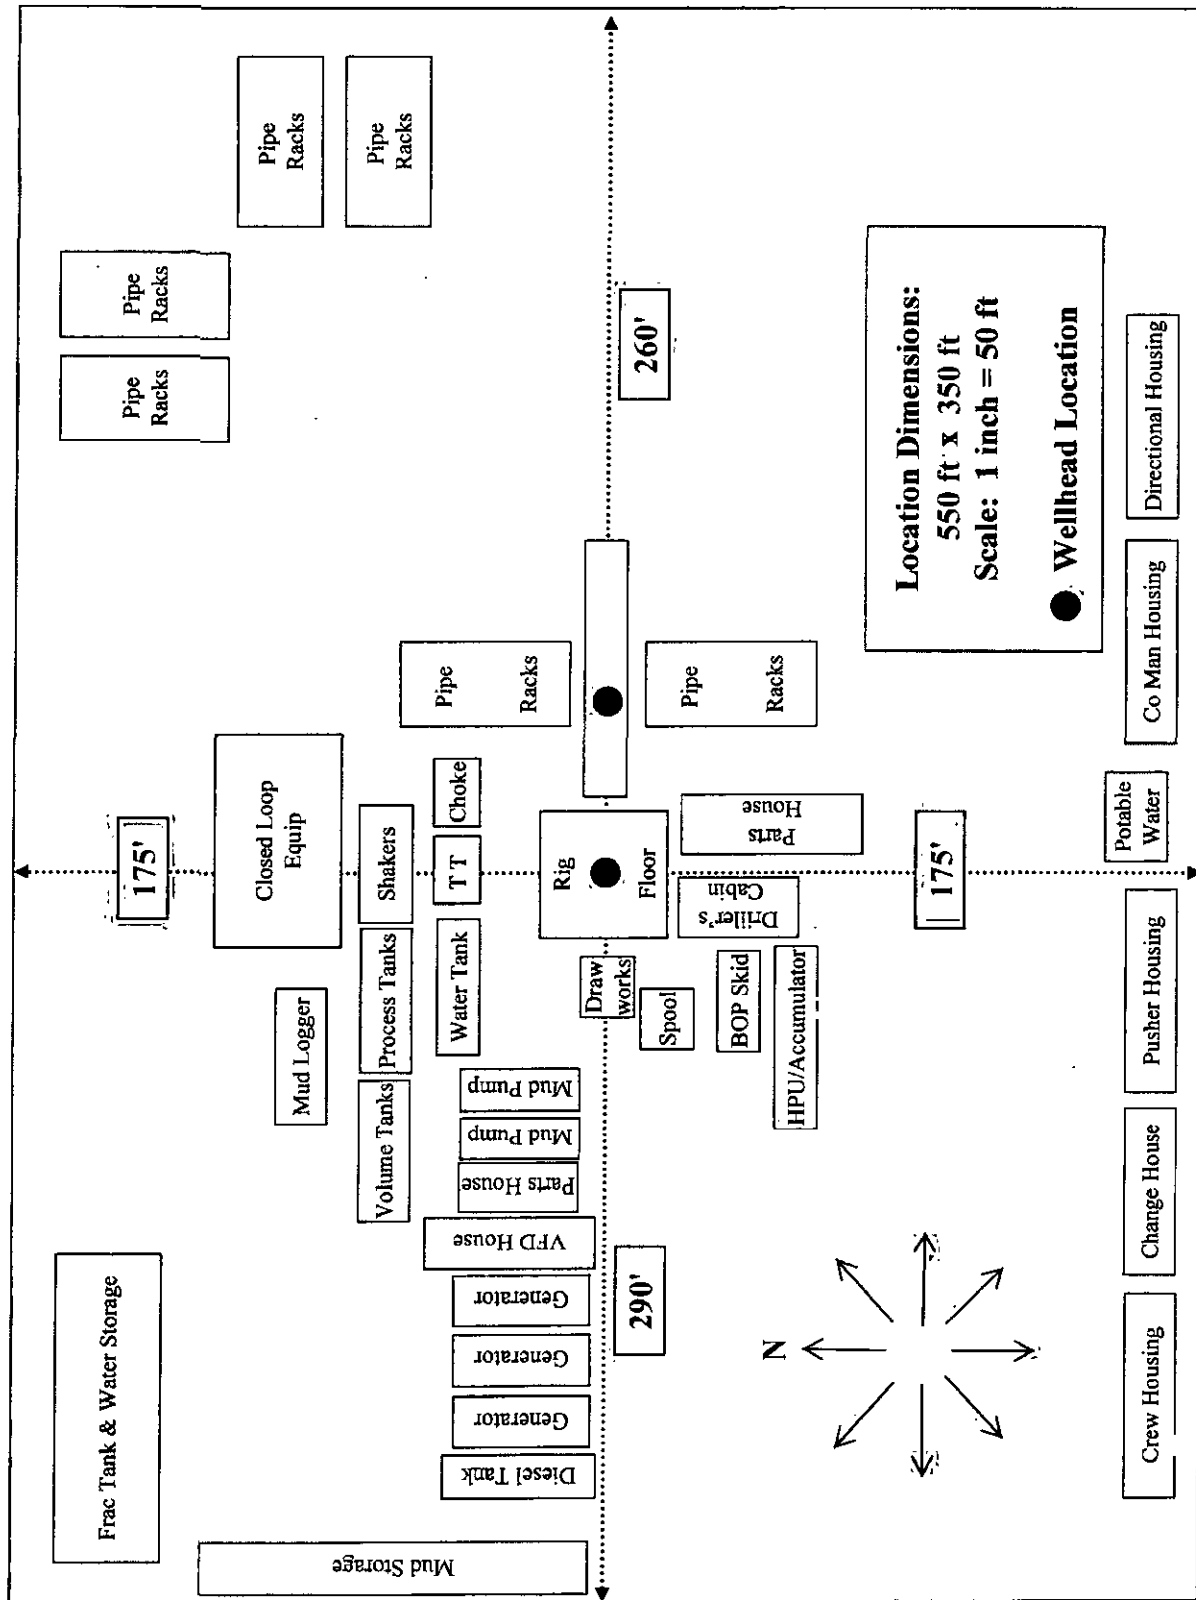 Frac Tank & Water Storage
Mud Storage
Diesel Tank
Generator
Generator
Generator
VFD House
Parts House
Mud Pump
Mud Pump
Volume Tanks
Process Tanks
Shakers
Mud Logger
Closed Loop
Equip
175'
Water Tank
T T
Choke
Pipe
Racks
Pipe
Racks
Pipe
Racks
Pipe
Racks
Pipe
Racks
Pipe
Racks
Rig
Floor
Draw
works
Spool
BOP Skid
HPU/Accumulator
Driller's
Cabin
Parts
House
290'
260'
175'
N
Location Dimensions:
550 ft x 350 ft
Scale: 1 inch = 50 ft
Wellhead Location
Crew Housing
Change House
Pusher Housing
Potable
Water
Co Man Housing
Directional Housing